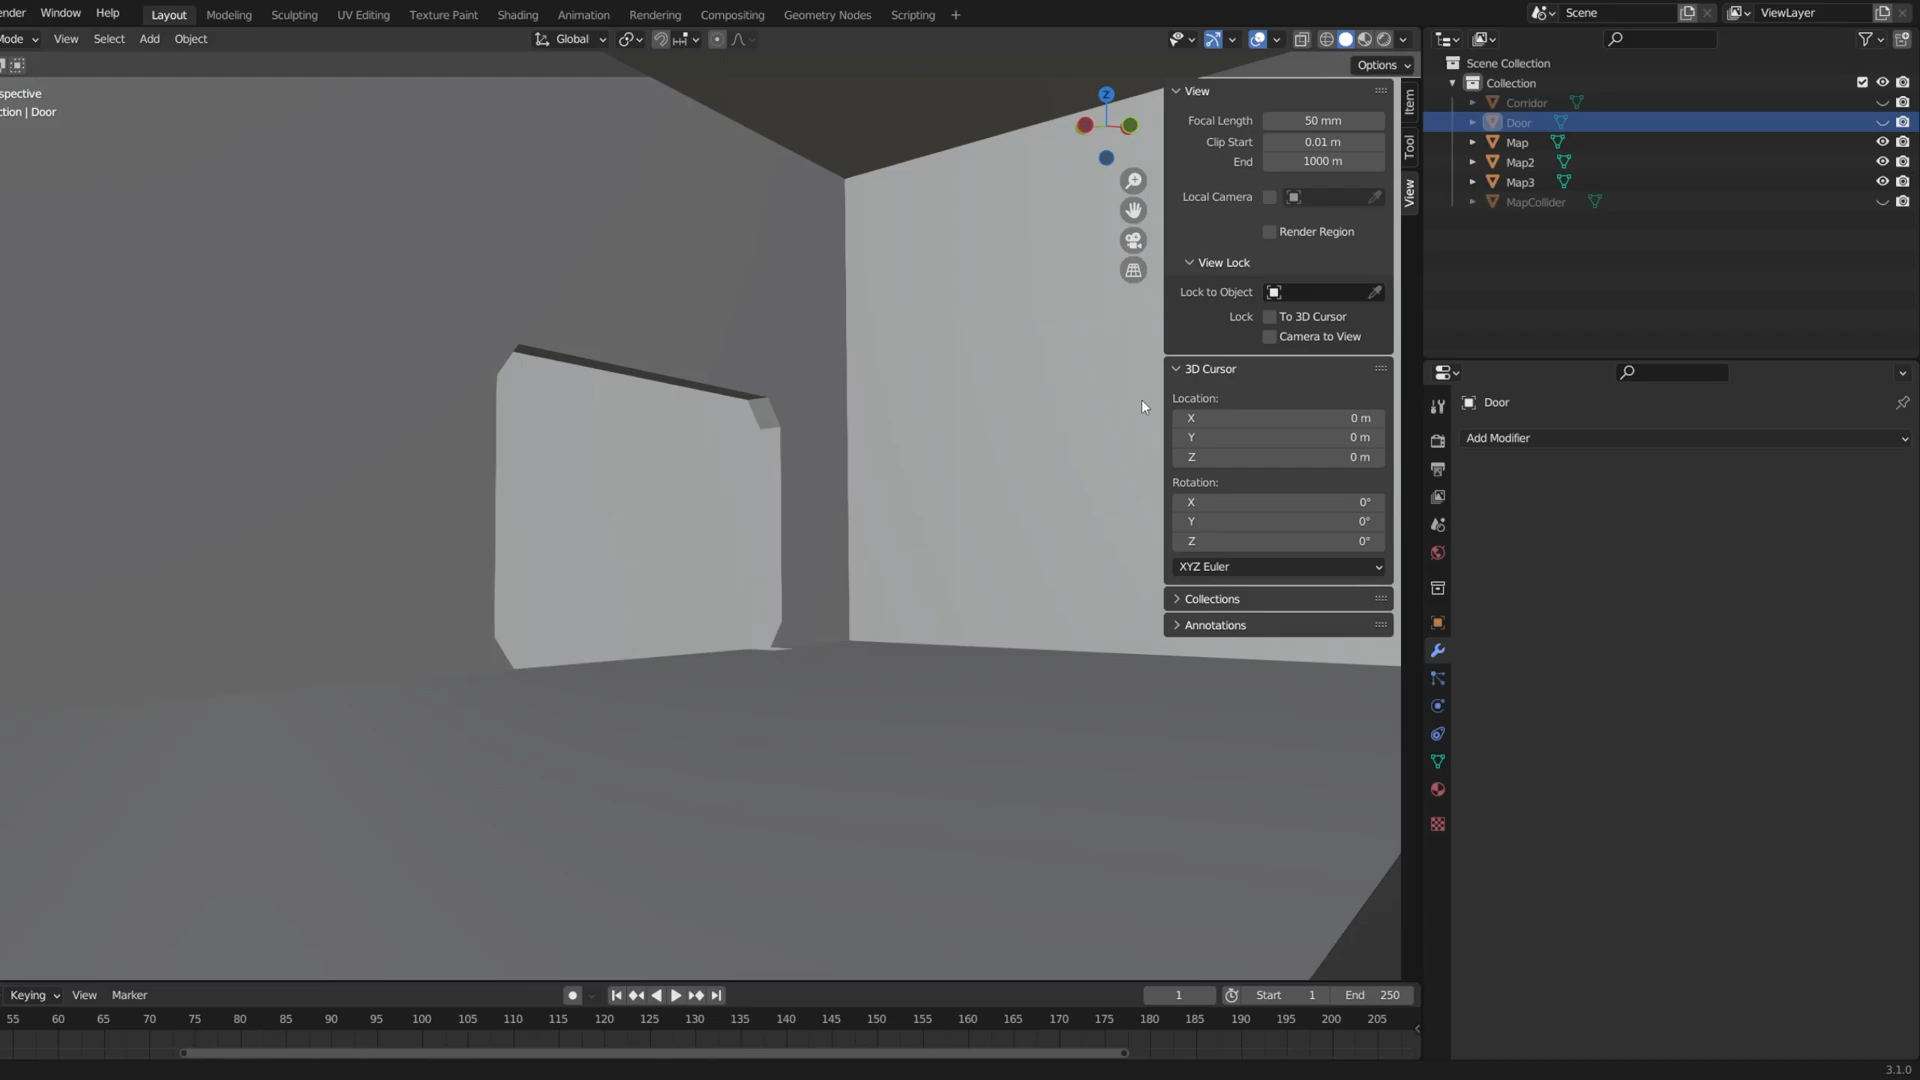 ender Window Help Layout Modeling Sculpting UV Editing Texture Paint Shading Animation Rendering Compositing Geometry Nodes Scripting + Scene ViewLayer
Mode View Select Add Object Global
Options
spective
ction | Door
Z
View
Focal Length 50 mm
Clip Start 0.01 m
End 1000 m
Local Camera
Render Region
View Lock
Lock to Object
Lock To 3D Cursor
Camera to View
3D Cursor
Location:
X 0 m
Y 0 m
Z 0 m
Rotation:
X 0°
Y 0°
Z 0°
XYZ Euler
Collections
Annotations
Item
Tool
View
Scene Collection
Collection
Corridor
Door
Map
Map2
Map3
MapCollider
Door
Add Modifier
Keying View Marker 1 Start 1 End 250
55 60 65 70 75 80 85 90 95 100 105 110 115 120 125 130 135 140 145 150 155 160 165 170 175 180 185 190 195 200 205
3.1.0